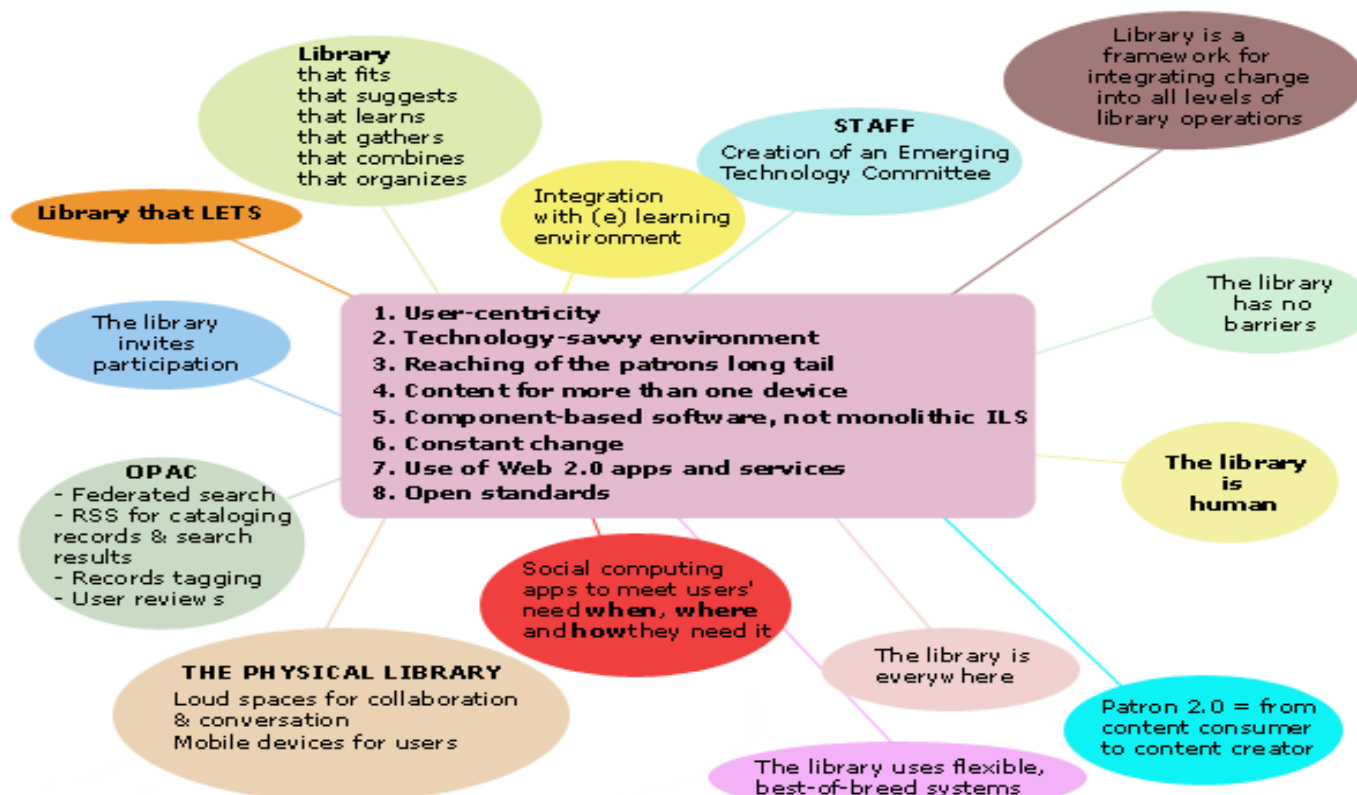 Library
that fits
that suggests
that learns
that gathers
that combines
that organizes
Library is a
framework for
integrating change
into all levels of
library operations
STAFF
Creation of an Emerging
Technology Committee
Integration
with (e) learning
environment
Library that LETS
The library
invites
participation
The library
has no
barriers
1. User-centricity
2. Technology-savvy environment
3. Reaching of the patrons long tail
4. Content for more than one device
5. Component-based software, not monolithic ILS
6. Constant change
7. Use of Web 2.0 apps and services
8. Open standards
The library
is
human
OPAC
- Federated search
- RSS for cataloging
records & search
results
- Records tagging
- User reviews
Social computing
apps to meet users'
need when, where
and how they need it
THE PHYSICAL LIBRARY
Loud spaces for collaboration
& conversation
Mobile devices for users
The library is
everywhere
Patron 2.0 = from
content consumer
to content creator
The library uses flexible,
best-of-breed systems